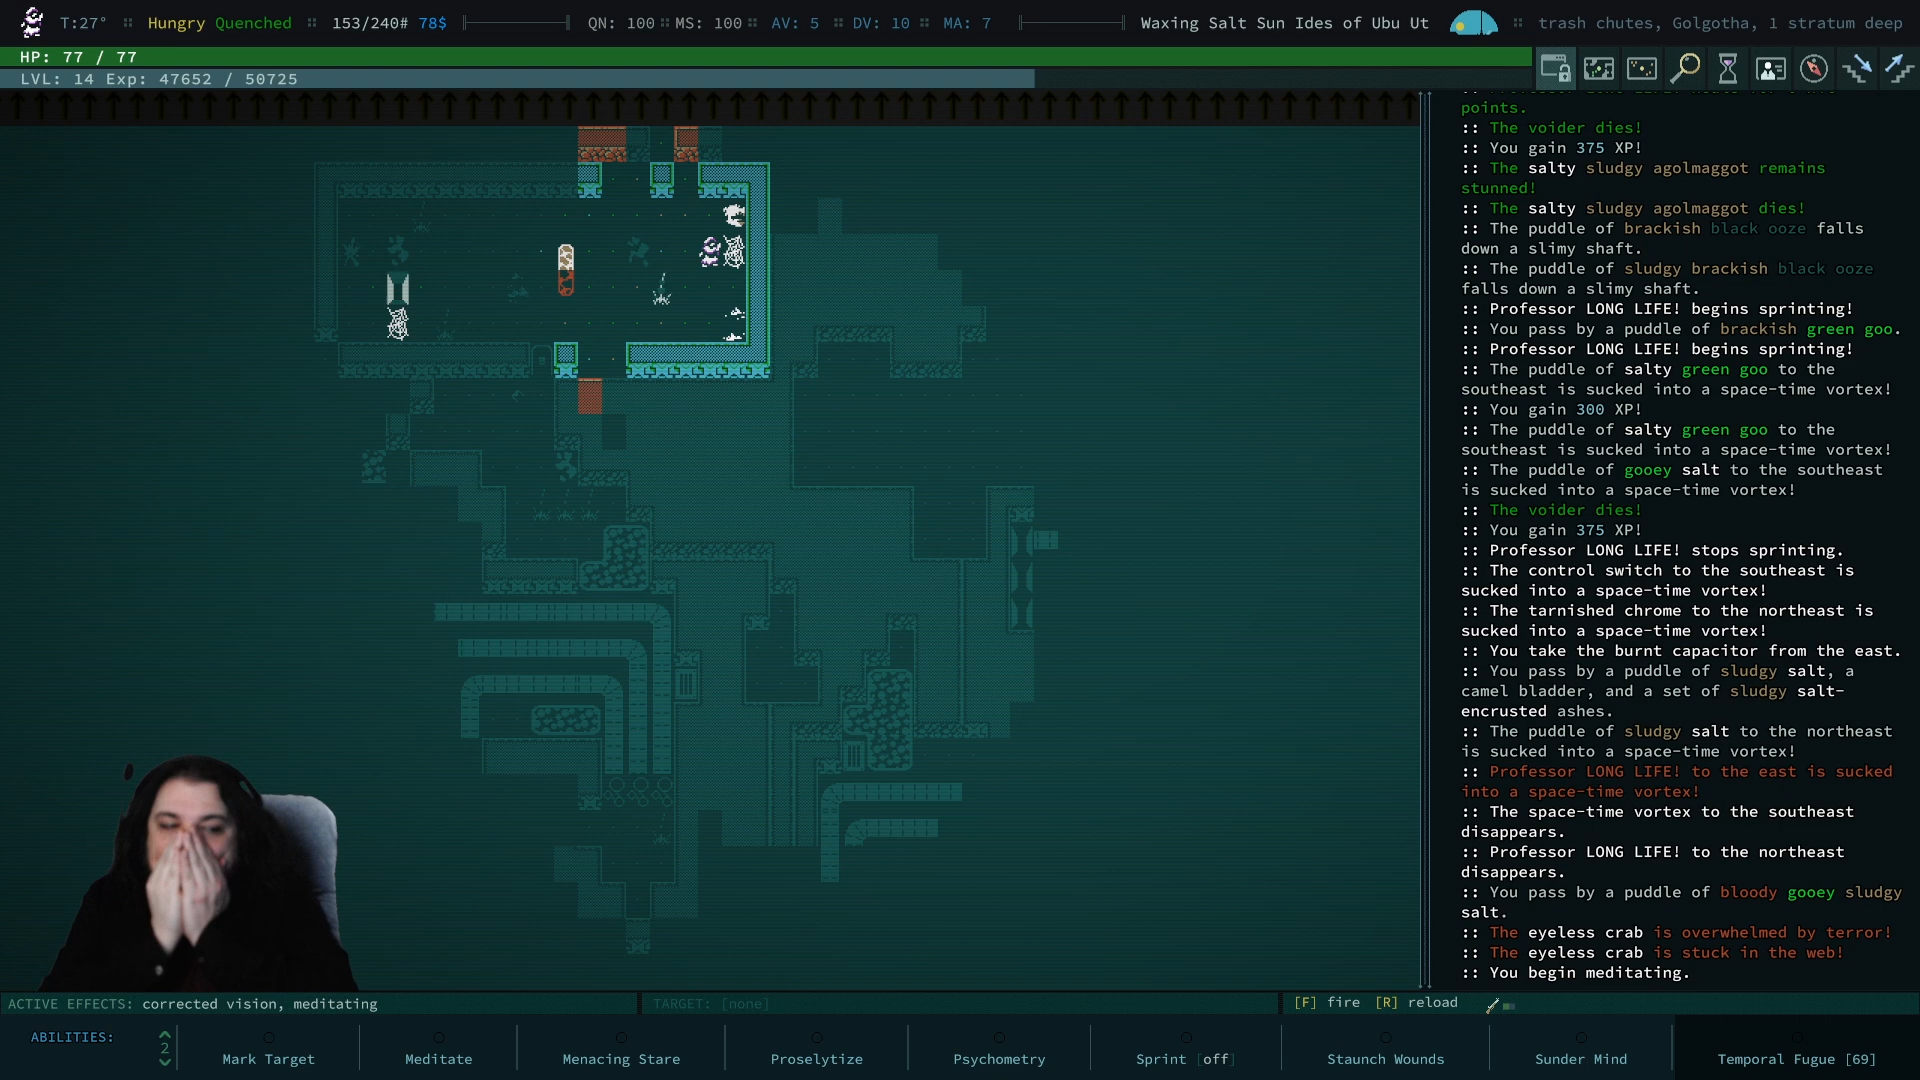 T:27° :: Hungry Quenched :: 153/240# 78$ QN: 100 :: MS: 100 :: AV: 5 :: DV: 10 :: MA: 7 Waxing Salt Sun Ides of Ubu Ut :: trash chutes, Golgotha, 1 stratum deep
HP: 77 / 77
LVL: 14 Exp: 47652 / 50725
points.
:: The voider dies!
:: You gain 375 XP!
:: The salty sludgy agolmaggot remains
stunned!
:: The salty sludgy agolmaggot dies!
:: The puddle of brackish black ooze falls
down a slimy shaft.
:: The puddle of sludgy brackish black ooze
falls down a slimy shaft.
:: Professor LONG LIFE! begins sprinting!
:: You pass by a puddle of brackish green goo.
:: Professor LONG LIFE! begins sprinting!
:: The puddle of salty green goo to the
southeast is sucked into a space-time vortex!
:: You gain 300 XP!
:: The puddle of salty green goo to the
southeast is sucked into a space-time vortex!
:: The puddle of gooey salt to the southeast
is sucked into a space-time vortex!
:: The voider dies!
:: You gain 375 XP!
:: Professor LONG LIFE! stops sprinting.
:: The control switch to the southeast is
sucked into a space-time vortex!
:: The tarnished chrome to the northeast is
sucked into a space-time vortex!
:: You take the burnt capacitor from the east.
:: You pass by a puddle of sludgy salt, a
camel bladder, and a set of sludgy salt-
encrusted ashes.
:: The puddle of sludgy salt to the northeast
is sucked into a space-time vortex!
:: Professor LONG LIFE! to the east is sucked
into a space-time vortex!
:: The space-time vortex to the southeast
disappears.
:: Professor LONG LIFE! to the northeast
disappears.
:: You pass by a puddle of bloody gooey sludgy
salt.
:: The eyeless crab is overwhelmed by terror!
:: The eyeless crab is stuck in the web!
:: You begin meditating.
ACTIVE EFFECTS: corrected vision, meditating
TARGET: [none]
[F] fire [R] reload
ABILITIES:
2
Mark Target
Meditate
Menacing Stare
Proselytize
Psychometry
Sprint [off]
Staunch Wounds
Sunder Mind
Temporal Fugue [69]